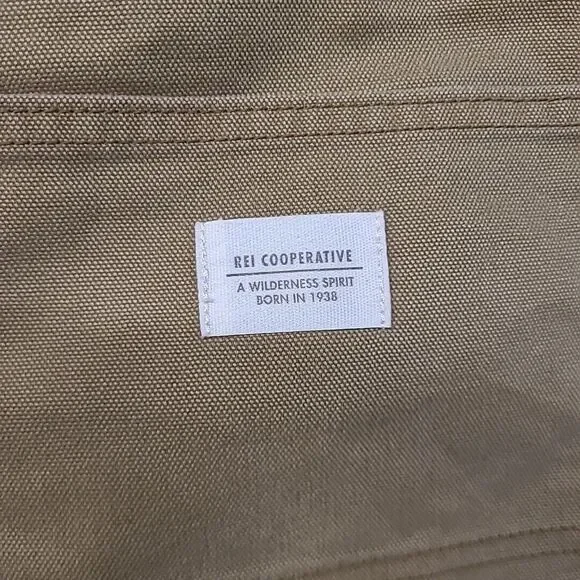 REI COOPERATIVE
A WILDERNESS SPIRIT
BORN IN 1938